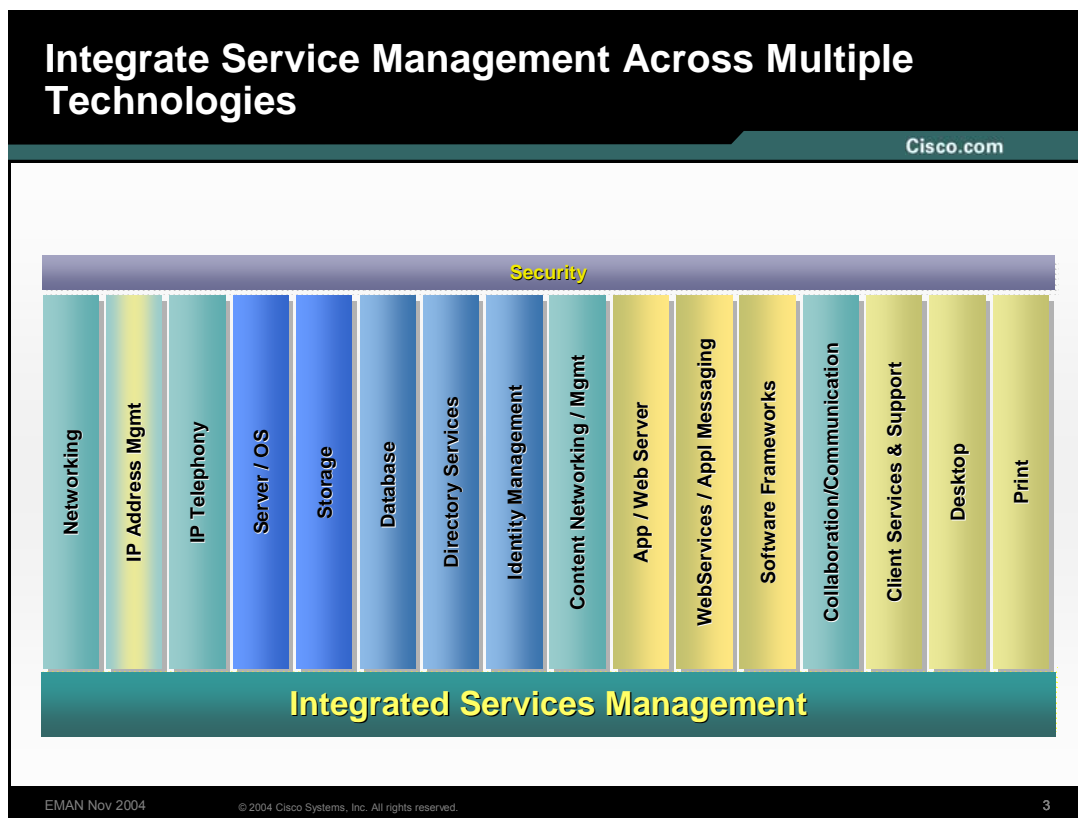 Integrate Service Management Across Multiple
Technologies
Cisco.com
Security
Networking
IP Address Mgmt
IP Telephony
Server / OS
Storage
Database
Directory Services
Identity Management
Content Networking / Mgmt
App / Web Server
WebServices / Appl Messaging
Software Frameworks
Collaboration/Communication
Client Services & Support
Desktop
Print
Integrated Services Management
EMAN Nov 2004
© 2004 Cisco Systems, Inc. All rights reserved.
3